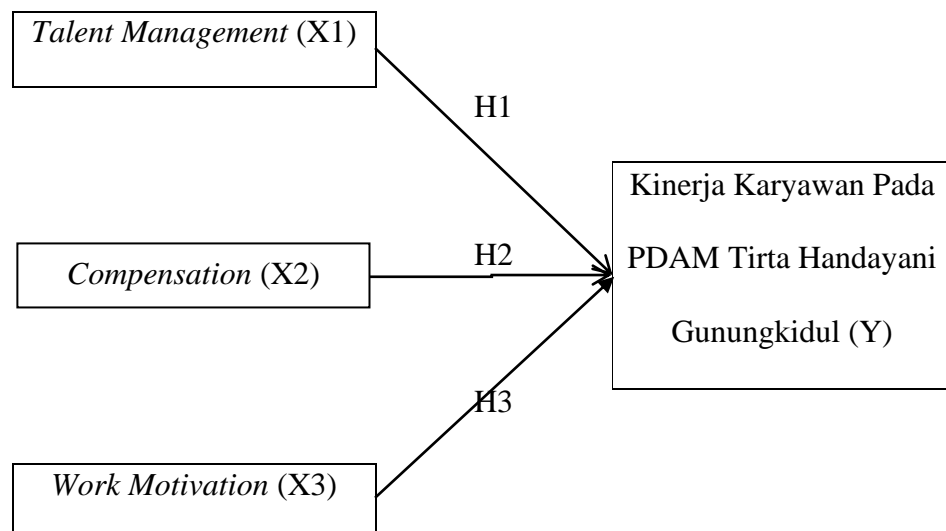 Talent Management (X1)
H1
Kinerja Karyawan Pada
PDAM Tirta Handayani
Gunungkidul (Y)
H2
Compensation (X2)
H3
Work Motivation (X3)